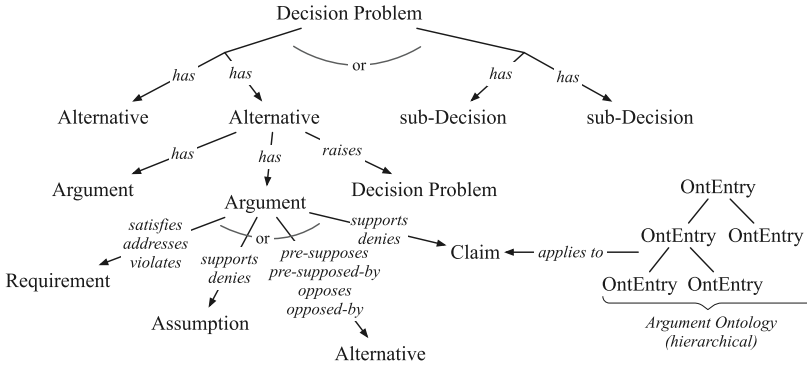 Decision Problem
or
has has has has
Alternative Alternative sub-Decision sub-Decision
has has raises
Argument Argument Decision Problem
OntEntry
satisfies
addresses
violates
or
supports
denies
pre-supposes
pre-supposed-by
opposes
opposed-by
supports
denies
Claim applies to OntEntry OntEntry
Requirement
OntEntry OntEntry
Assumption
Argument Ontology
(hierarchical)
Alternative